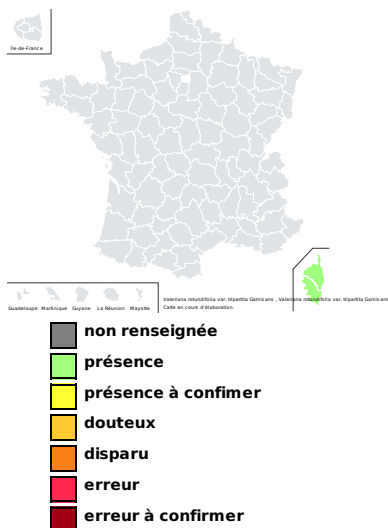 Île-de-France
Guadeloupe Martinique Guyane La Réunion Mayotte
Valeriana rotundifolia var. tripartita Gamisans , Valeriana rotundifolia var. tripartita Gamisans
Carte en cours d'élaboration.
non renseignée
présence
présence à confimer
douteux
disparu
erreur
erreur à confirmer